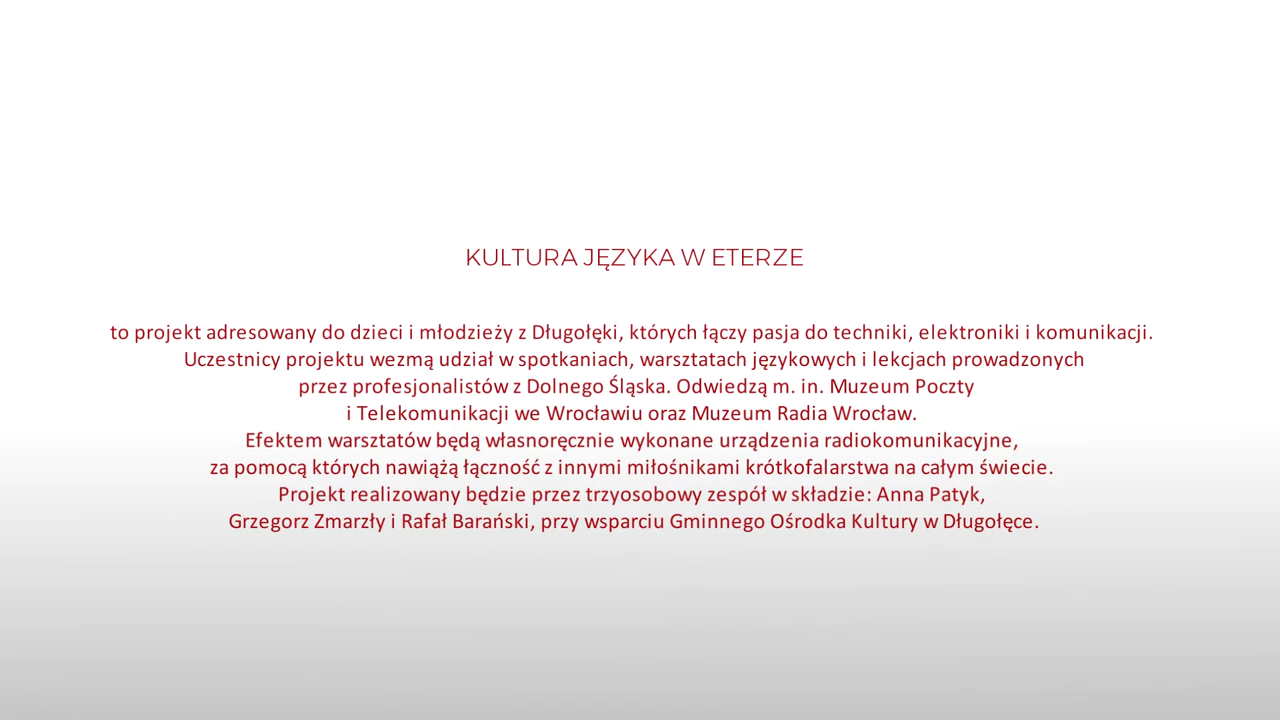 KULTURA JĘZYKA W ETERZE
to projekt adresowany do dzieci i młodzieży z Długołęki, których łączy pasja do techniki, elektroniki i komunikacji.
Uczestnicy projektu wezmą udział w spotkaniach, warsztatach językowych i lekcjach prowadzonych
przez profesjonalistów z Dolnego Śląska. Odwiedzą m. in. Muzeum Poczty
i Telekomunikacji we Wrocławiu oraz Muzeum Radia Wrocław.
Efektem warsztatów będą własnoręcznie wykonane urządzenia radiokomunikacyjne,
za pomocą których nawiążą łączność z innymi miłośnikami krótkofalarstwa na całym świecie.
Projekt realizowany będzie przez trzyosobowy zespół w składzie: Anna Patyk,
Grzegorz Zmarzły i Rafał Barański, przy wsparciu Gminnego Ośrodka Kultury w Długołęce.